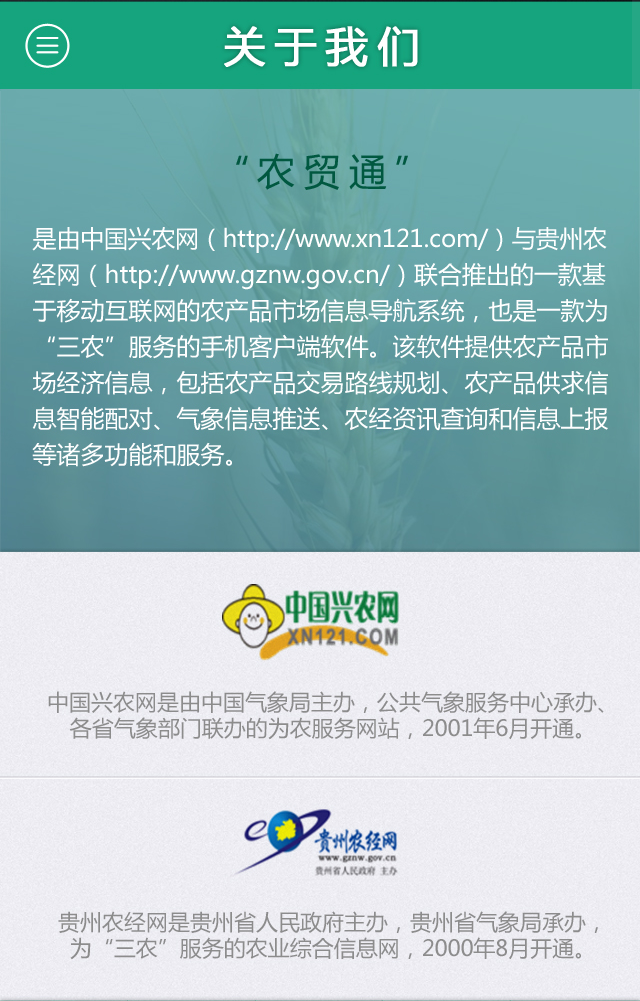 关于我们
“农贸通”
是由中国兴农网（http://www.xn121.com/）与贵州农
经网（http://www.gznw.gov.cn/）联合推出的一款基
于移动互联网的农产品市场信息导航系统，也是一款为
“三农”服务的手机客户端软件。该软件提供农产品市
场经济信息，包括农产品交易路线规划、农产品供求信
息智能配对、气象信息推送、农经资讯查询和信息上报
等诸多功能和服务。
中国兴农网
XN121.COM
中国兴农网是由中国气象局主办，公共气象服务中心承办、
各省气象部门联办的为农服务网站，2001年6月开通。
贵州农经网
www.gznw.gov.cn
贵州省人民政府 主办
贵州农经网是贵州省人民政府主办，贵州省气象局承办，
为“三农”服务的农业综合信息网，2000年8月开通。